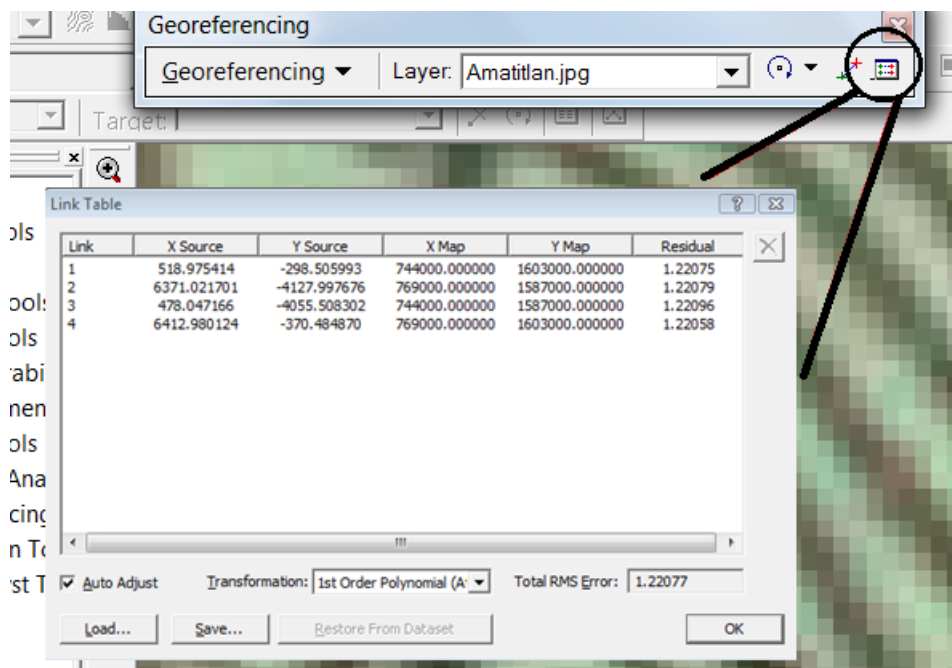 Georeferencing
Georeferencing Layer: Amatitlan.jpg
Target:
Link Table
ols
Link X Source Y Source X Map Y Map Residual
1 518.975414 -298.505993 744000.000000 1603000.000000 1.22075
2 6371.021701 -4127.997676 769000.000000 1587000.000000 1.22079
3 478.047166 -4055.508302 744000.000000 1587000.000000 1.22096
4 6412.980124 -370.484870 769000.000000 1603000.000000 1.22058
ools
ols
rabi
men
ols
Ana
cing
n To
st T
Auto Adjust Transformation: 1st Order Polynomial (A Total RMS Error: 1.22077
Load... Save... Restore From Dataset OK